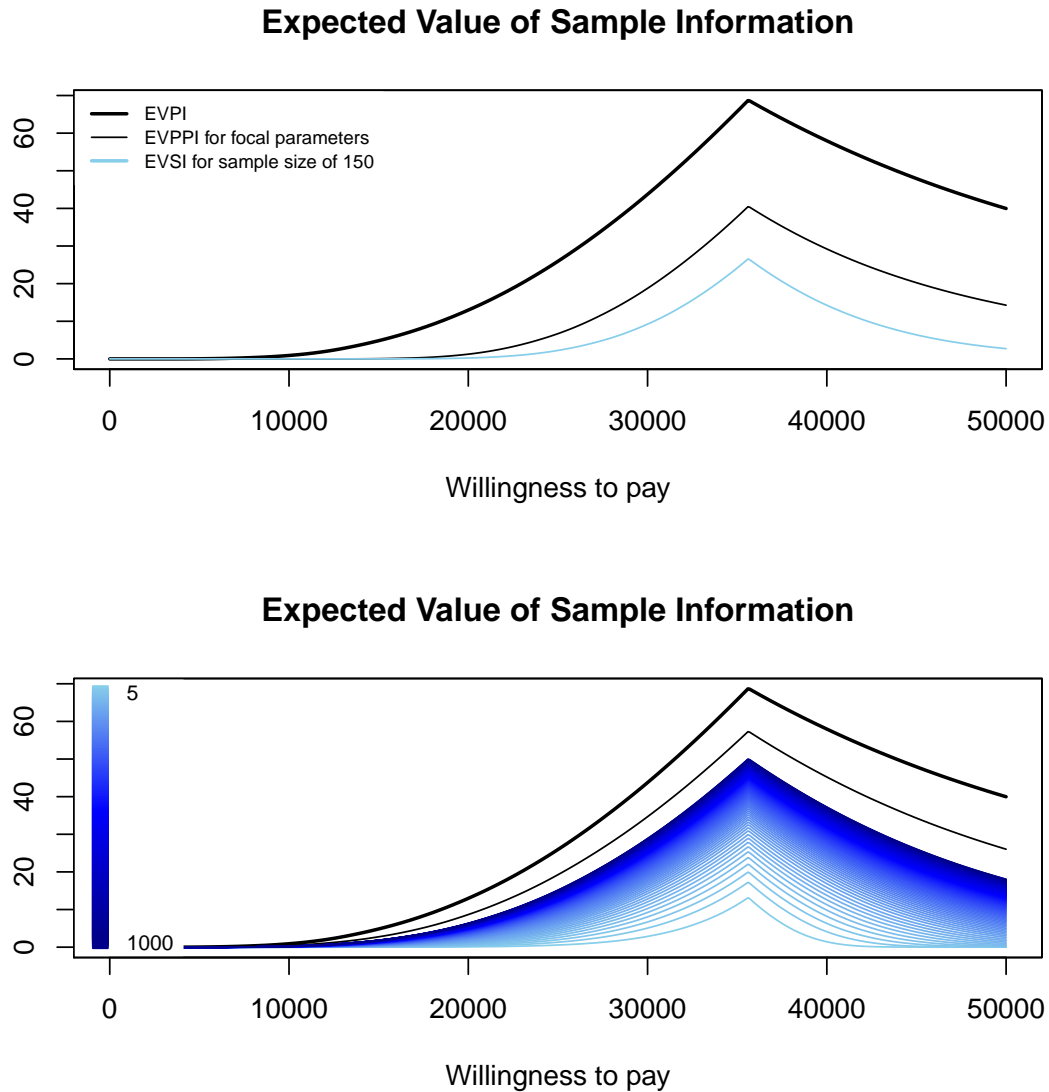 Expected Value of Sample Information
EVPI
EVPPI for focal parameters
EVSI for sample size of 150
60
40
20
0
0 10000 20000 30000 40000 50000
Willingness to pay
Expected Value of Sample Information
5
1000
60
40
20
0
0 10000 20000 30000 40000 50000
Willingness to pay